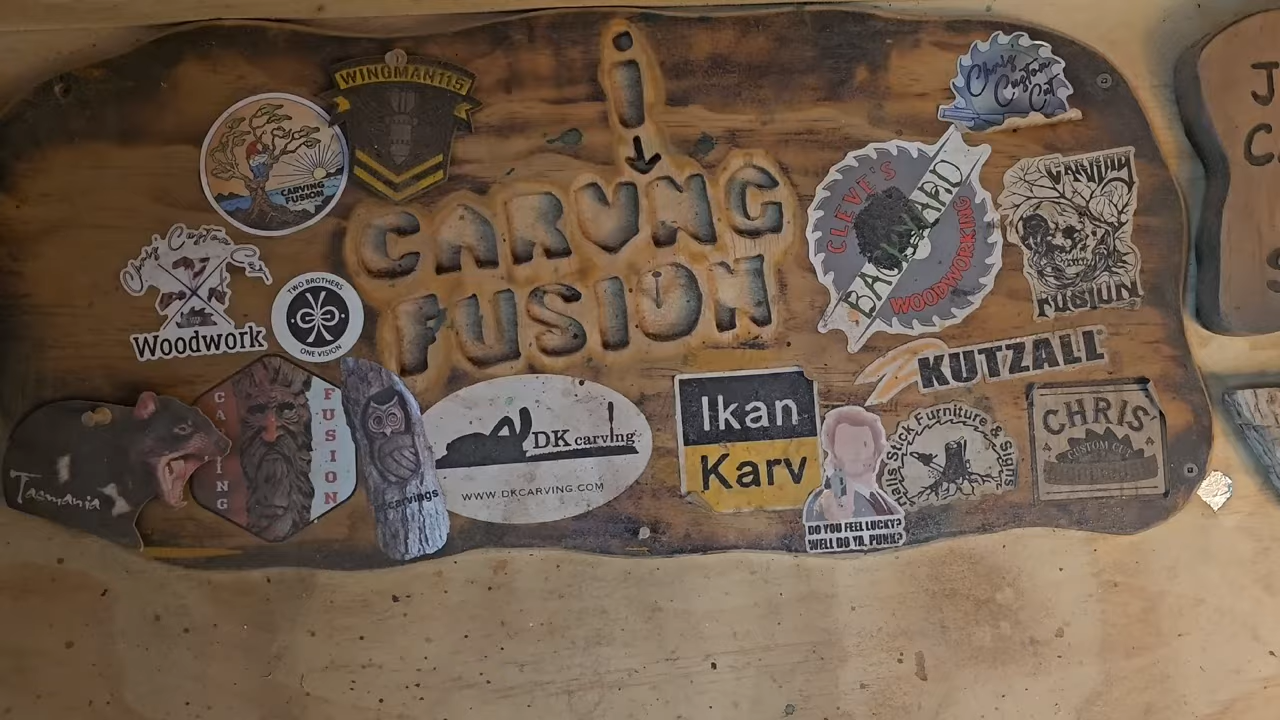 WINGMAN115
i
CARVNG
FUSION
CARVING
FUSION
Chris Custom Cut
Woodwork
TWO BROTHERS
ONE VISION
Chris
Custom
Cut
CLEVE'S
BACKYARD
WOODWORKING
CARVING
FUSION
KUTZALL
Tasmania
FUSION
carvings
DK carving
WWW.DKCARVING.COM
Ikan
Karv
DO YOU FEEL LUCKY?
WELL DO YA, PUNK?
Stick Furniture & Signs
CHRIS'
CUSTOM CUT
J